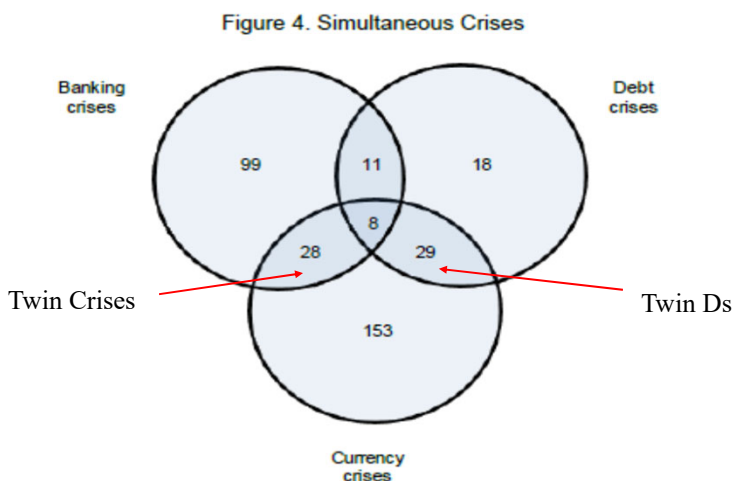 Figure 4. Simultaneous Crises
Banking
crises
Debt
crises
99
11
18
8
28
29
Twin Crises
Twin Ds
153
Currency
crises